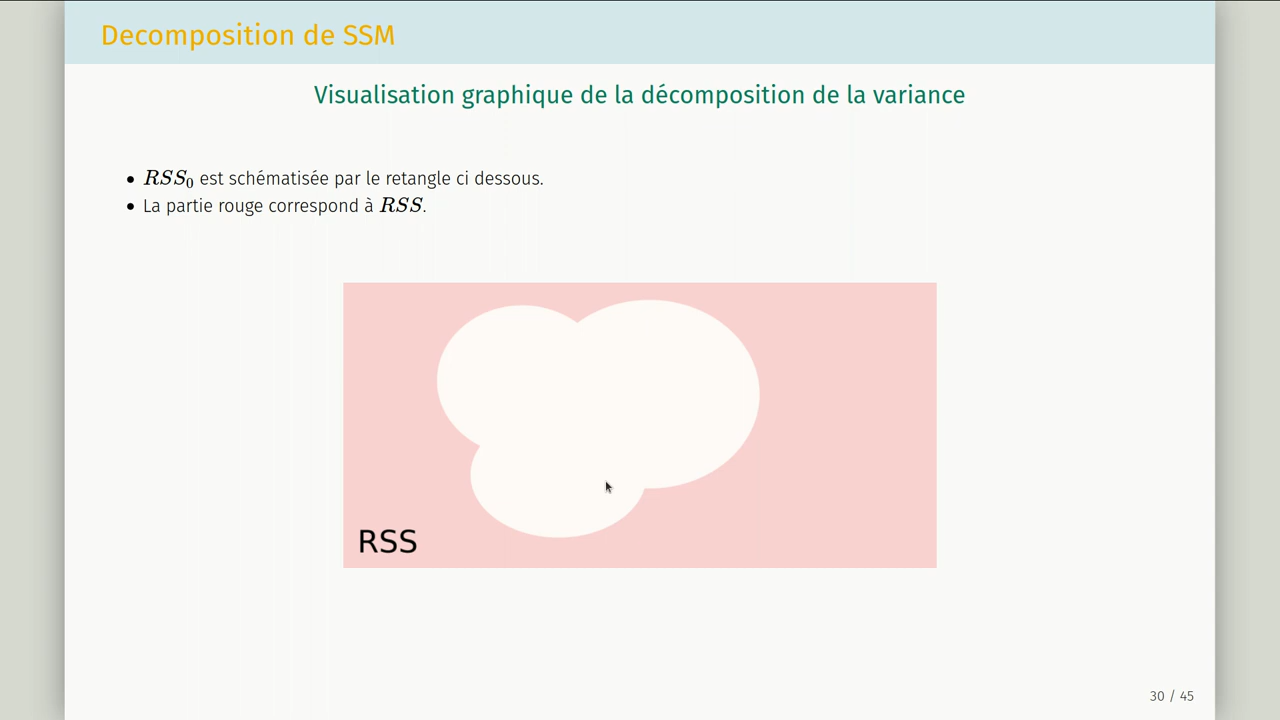 Decomposition de SSM
Visualisation graphique de la décomposition de la variance
• RSS₀ est schématisée par le retangle ci dessous.
• La partie rouge correspond à RSS.
RSS
30 / 45